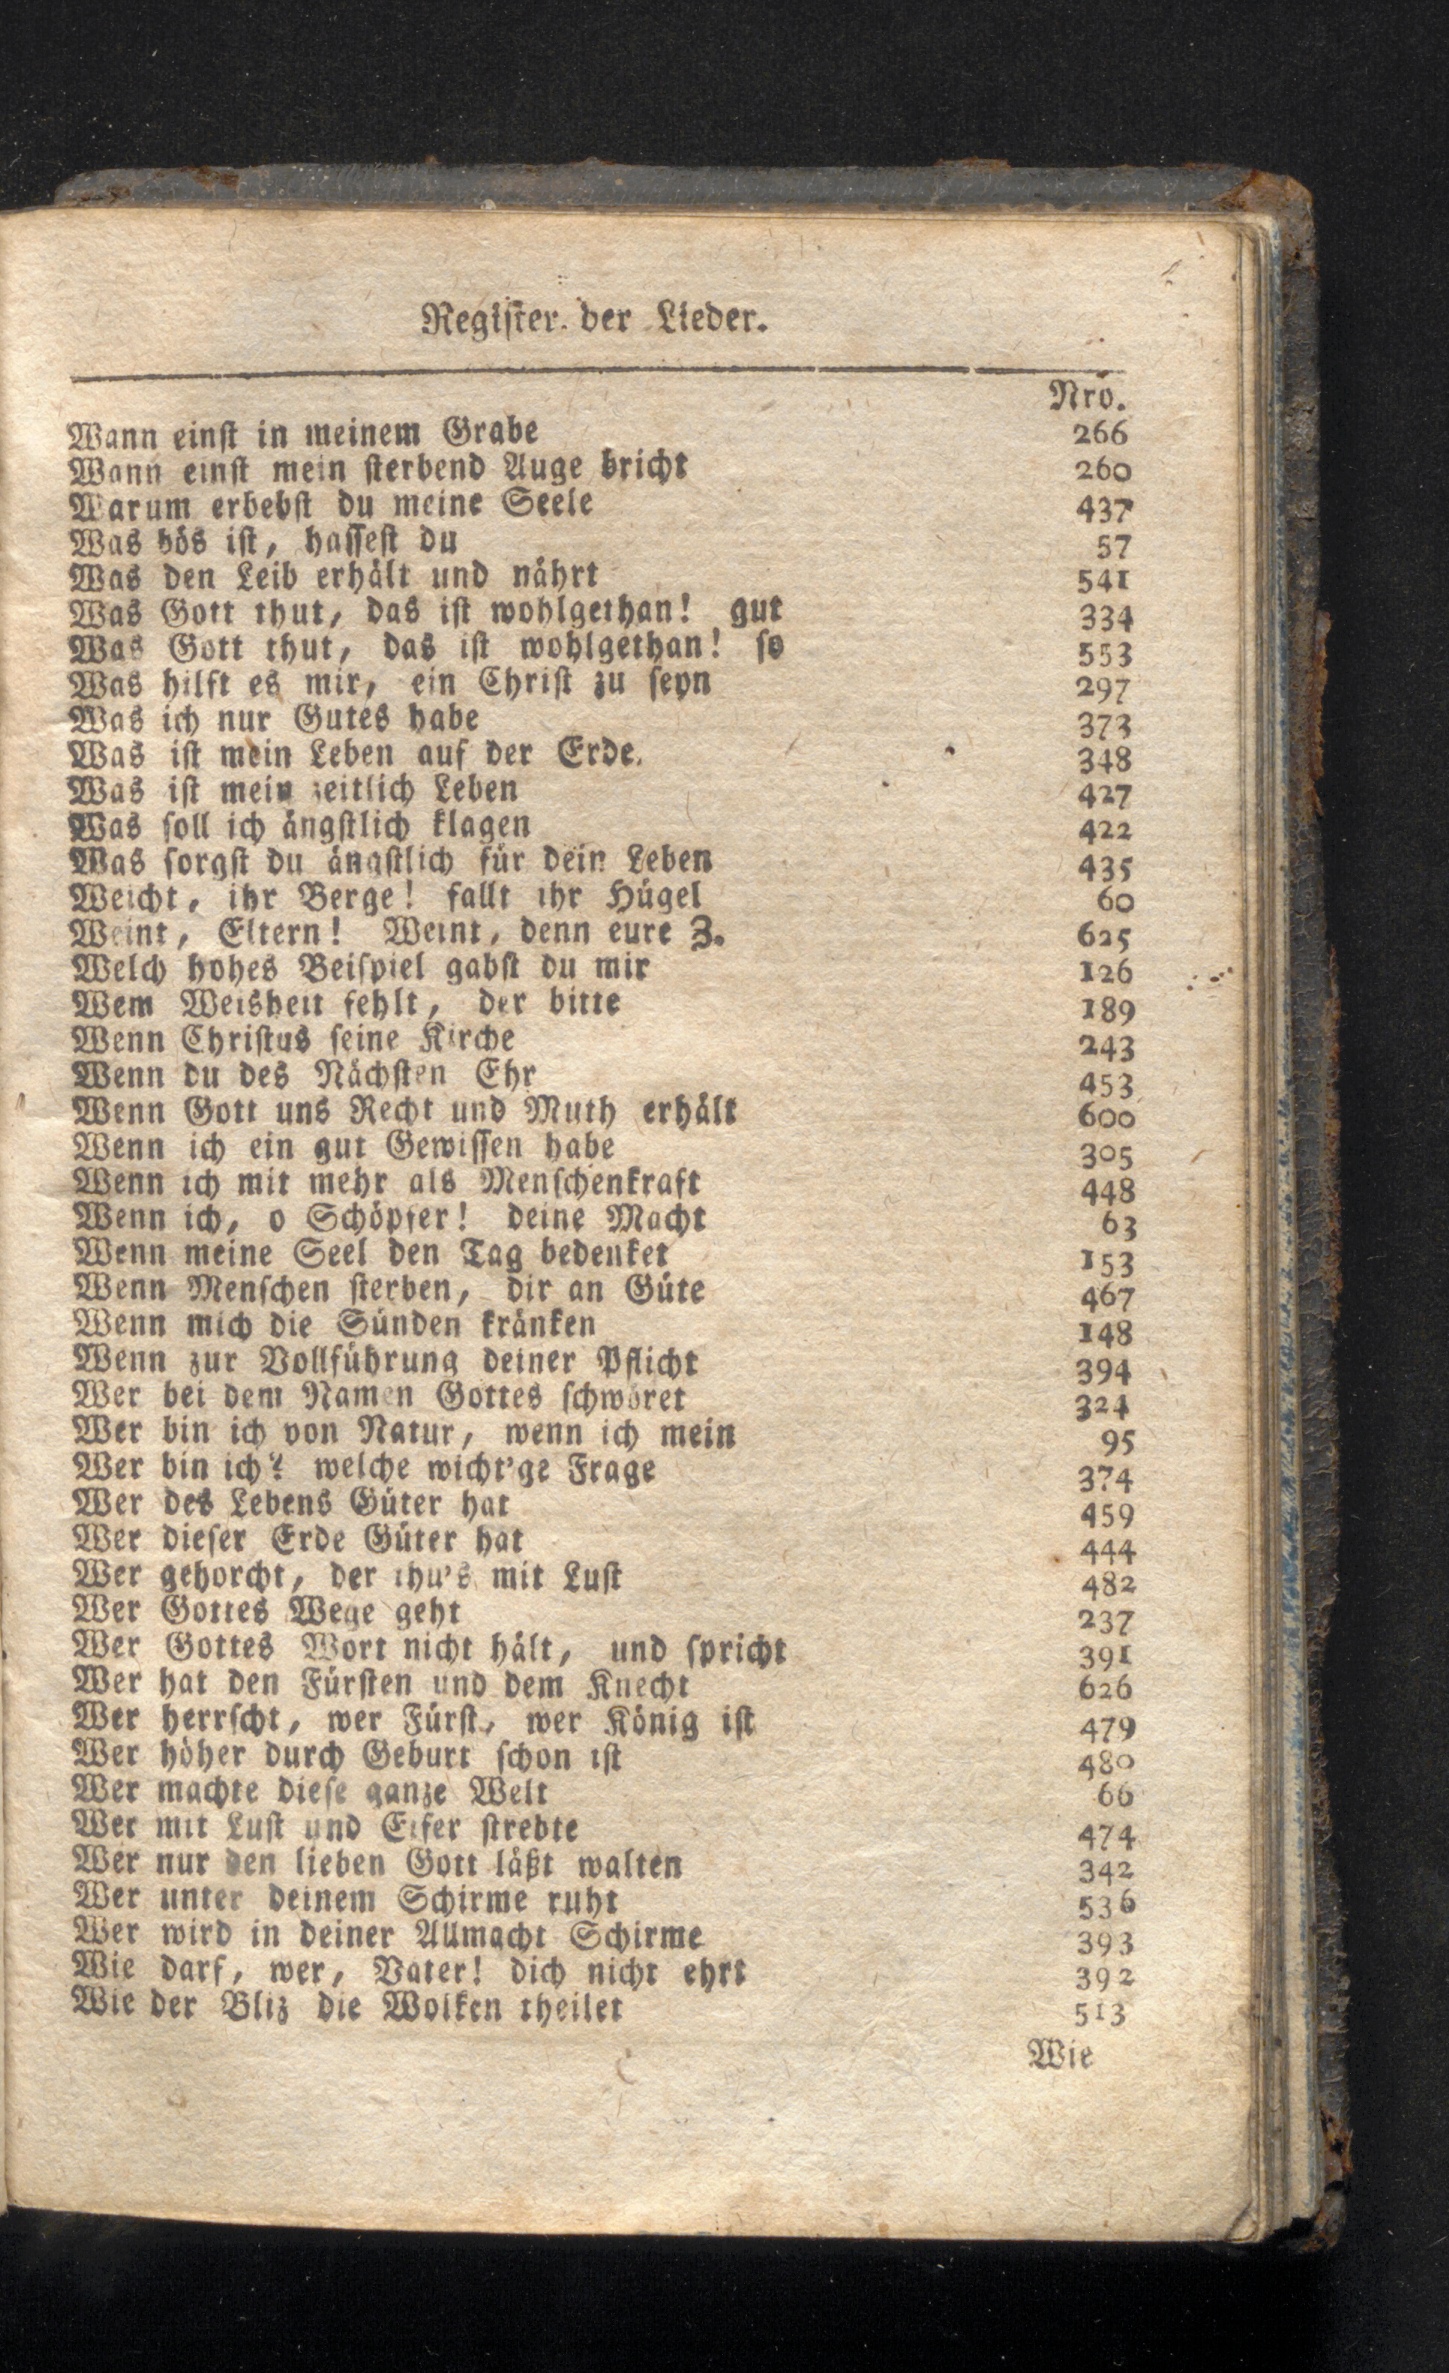 Register der Lieder.
Nro.
Wann einst in meinem Grabe 266
Wann einst mein sterbend Auge bricht 260
Warum erbebst du meine Seele 437
Was bös ist, hassest du 57
Was den Leib erhält und nährt 541
Was Gott thut, das ist wohlgethan! gut 334
Was Gott thut, das ist wohlgethan! so 553
Was hilft es mir, ein Christ zu seyn 297
Was ich nur Gutes habe 373
Was ist mein Leben auf der Erde. 348
Was ist mein zeitlich Leben 427
Was soll ich ängstlich klagen 422
Was sorgst du ängstlich für dein Leben 435
Weicht, ihr Berge! fallt ihr Hügel 60
Weint, Eltern! Weint, denn eure Z. 625
Welch hohes Beispiel gabst du mir 126
Wem Weisheit fehlt, der bitte 189
Wenn Christus seine Kirche 243
Wenn du des Nächsten Ehr 453
Wenn Gott uns Recht und Muth erhält 600
Wenn ich ein gut Gewissen habe 305
Wenn ich mit mehr als Menschenkraft 448
Wenn ich, o Schöpfer! deine Macht 63
Wenn meine Seel den Tag bedenket 153
Wenn Menschen sterben, dir an Güte 467
Wenn mich die Sünden kränken 148
Wenn zur Vollführung deiner Pflicht 394
Wer bei dem Namen Gottes schwöret 324
Wer bin ich von Natur, wenn ich mein 95
Wer bin ich? welche wicht'ge Frage 374
Wer des Lebens Güter hat 459
Wer dieser Erde Güter hat 444
Wer gehorcht, der thu's mit Lust 482
Wer Gottes Wege geht 237
Wer Gottes Wort nicht hält, und spricht 391
Wer hat den Fürsten und dem Knecht 626
Wer herrscht, wer Fürst, wer König ist 479
Wer höher durch Geburt schon ist 480
Wer machte diese ganze Welt 66
Wer mit Lust und Eifer strebte 474
Wer nur den lieben Gott läßt walten 342
Wer unter deinem Schirme ruht 536
Wer wird in deiner Allmacht Schirme 393
Wie darf, wer, Vater! dich nicht ehrt 392
Wie der Bliz die Wolken theilet 513
Wie